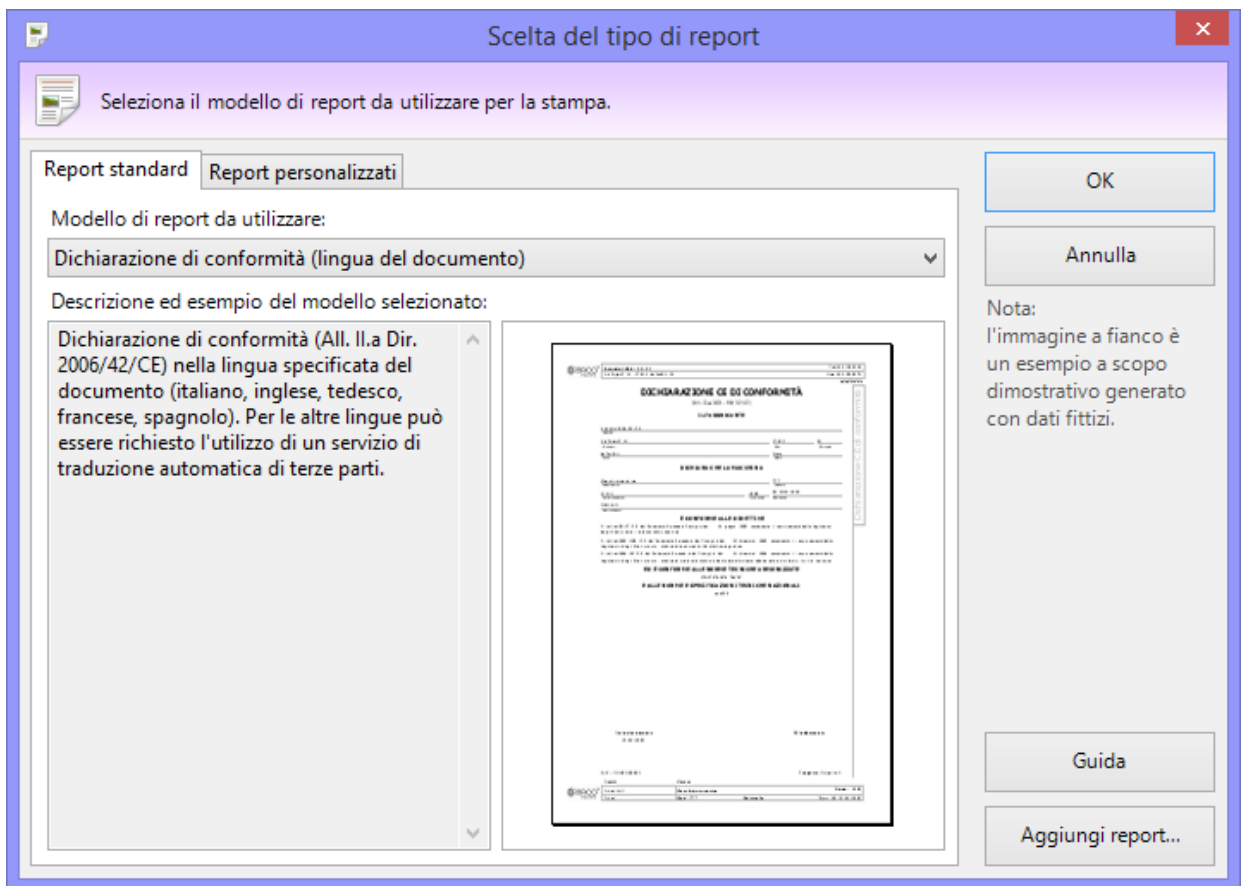 Scelta del tipo di report
Seleziona il modello di report da utilizzare per la stampa.
Report standard
Report personalizzati
Modello di report da utilizzare:
Dichiarazione di conformità (lingua del documento)
Descrizione ed esempio del modello selezionato:
Dichiarazione di conformità (All. II.a Dir.
2006/42/CE) nella lingua specificata del
documento (italiano, inglese, tedesco,
francese, spagnolo). Per le altre lingue può
essere richiesto l'utilizzo di un servizio di
traduzione automatica di terze parti.
DICHIARAZIONE CE DI CONFORMITÀ
OK
Annulla
Nota:
l'immagine a fianco è
un esempio a scopo
dimostrativo generato
con dati fittizi.
Guida
Aggiungi report...